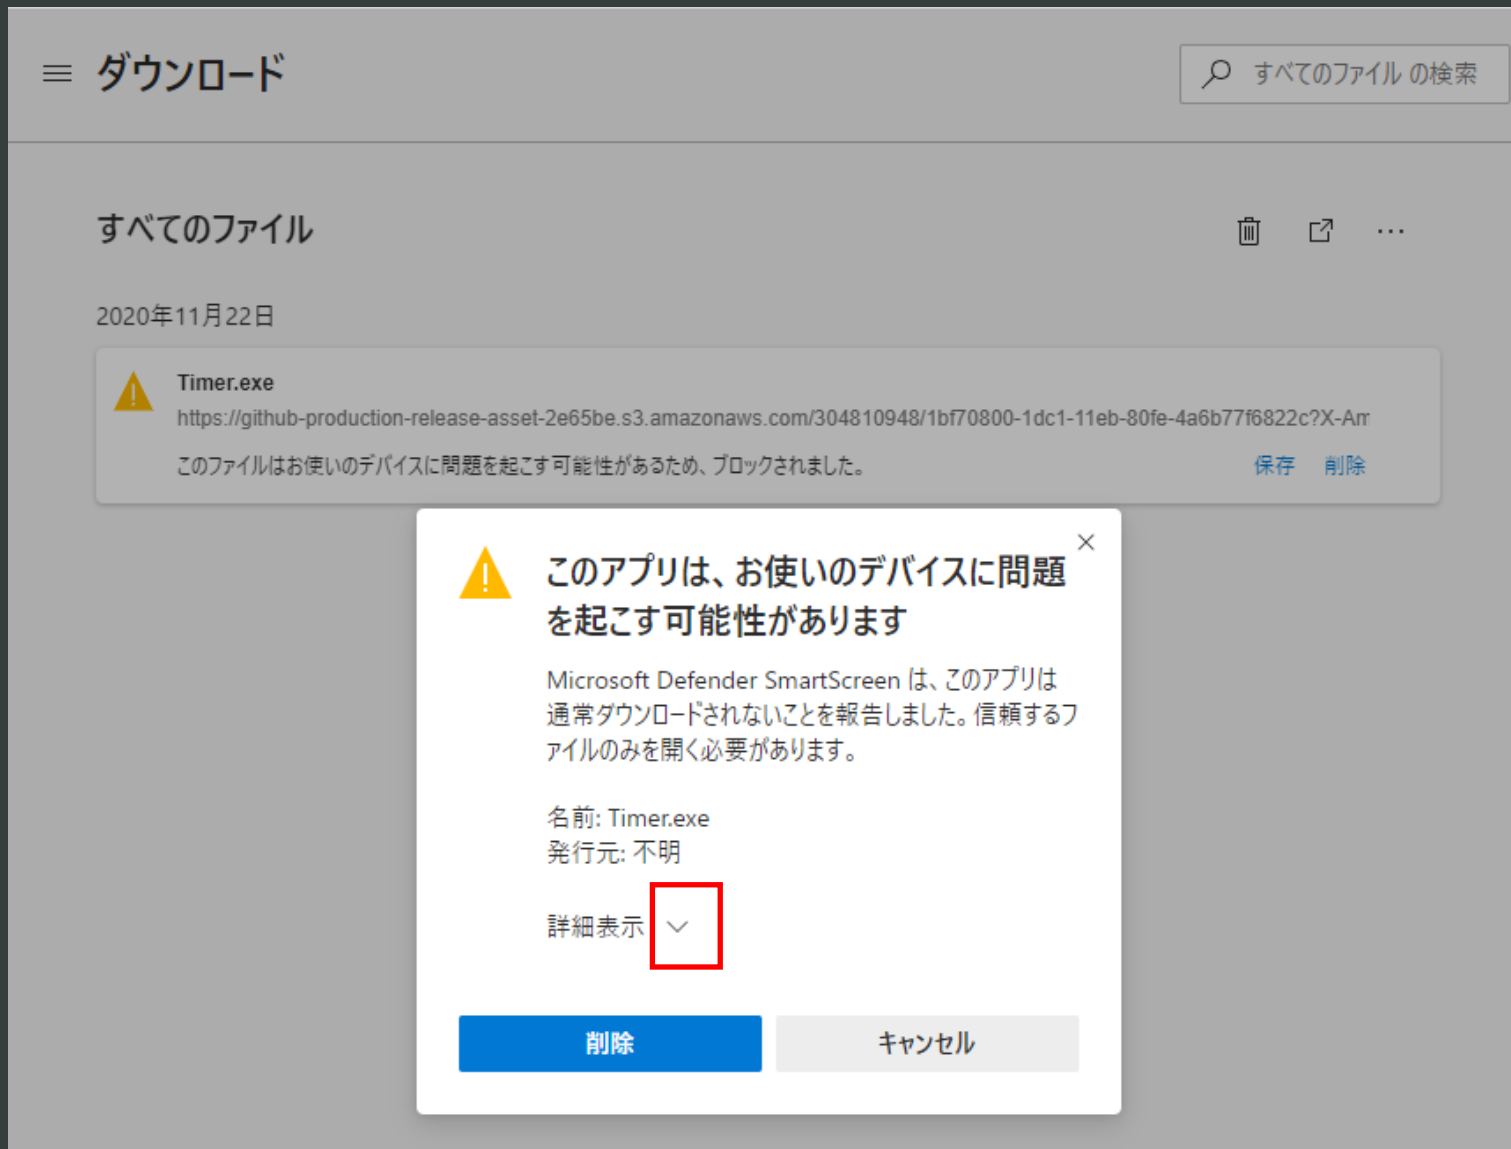 ダウンロード
すべてのファイル の検索
すべてのファイル
2020年11月22日
Timer.exe
https://github-production-release-asset-2e65be.s3.amazonaws.com/304810948/1bf70800-1dc1-11eb-80fe-4a6b77f6822c?X-Am
このファイルはお使いのデバイスに問題を起こす可能性があるため、ブロックされました。
保存 削除
このアプリは、お使いのデバイスに問題
を起こす可能性があります
Microsoft Defender SmartScreen は、このアプリは
通常ダウンロードされないことを報告しました。信頼するフ
ァイルのみを開く必要があります。
名前: Timer.exe
発行元: 不明
詳細表示
削除
キャンセル